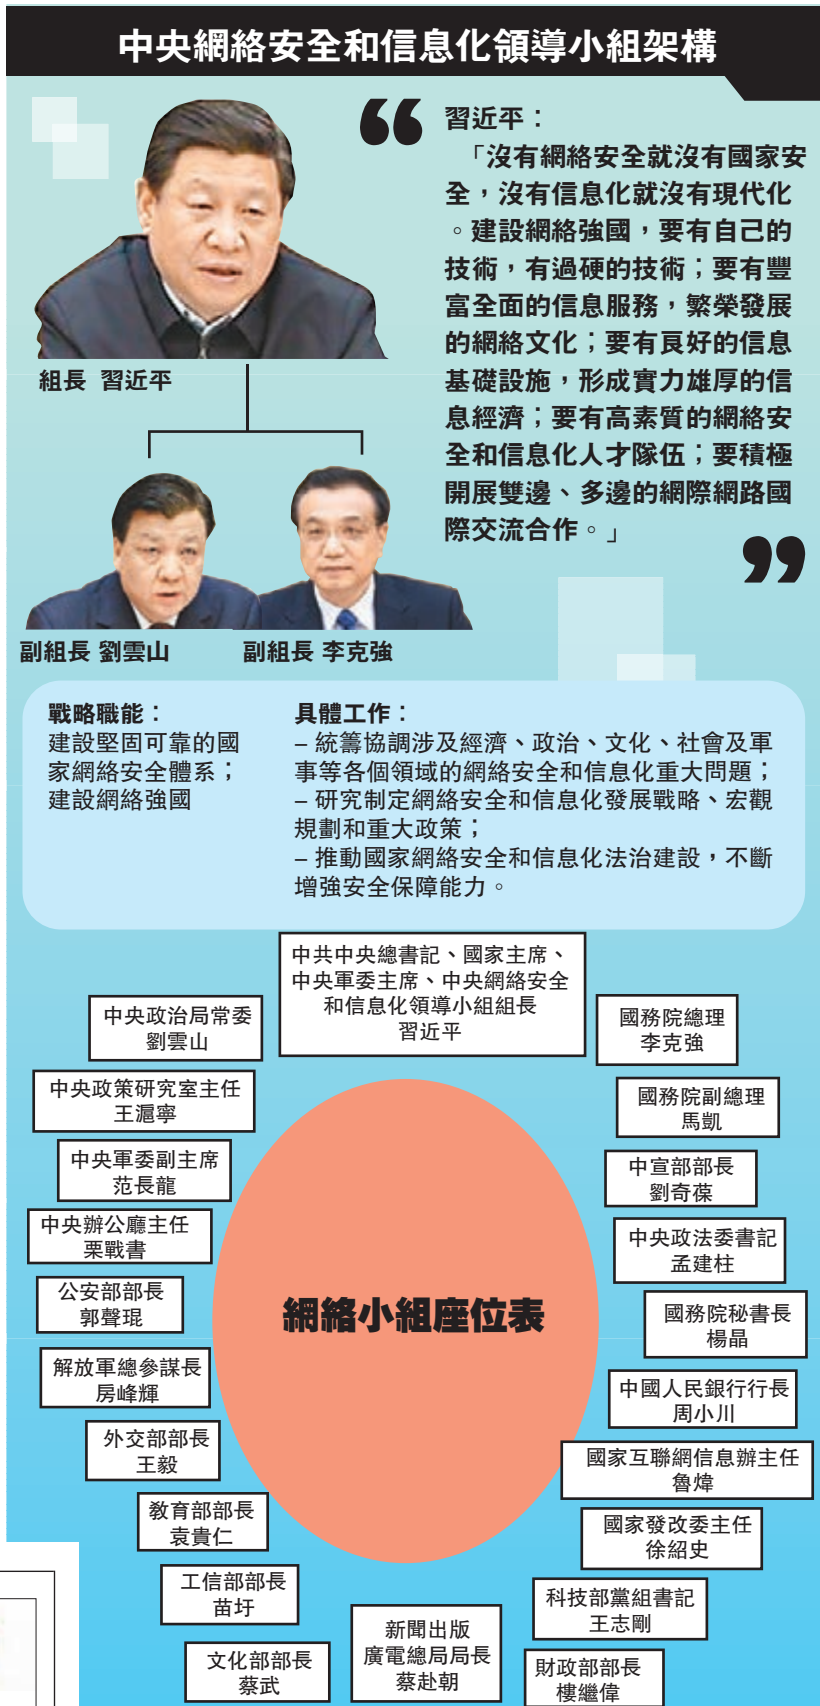 中央網絡安全和信息化領導小組架構
習近平：
「沒有網絡安全就沒有國家安
全，沒有信息化就沒有現代化
。建設網絡強國，要有自己的
技術，有過硬的技術；要有豐
富全面的信息服務，繁榮發展
的網絡文化；要有良好的信息
基礎設施，形成實力雄厚的信
息經濟；要有高素質的網絡安
全和信息化人才隊伍；要積極
開展雙邊、多邊的網際網路國
際交流合作。」
組長 習近平
副組長 劉雲山
副組長 李克強
戰略職能：
建設堅固可靠的國
家網絡安全體系；
建設網絡強國
具體工作：
– 統籌協調涉及經濟、政治、文化、社會及軍
事等各個領域的網絡安全和信息化重大問題；
– 研究制定網絡安全和信息化發展戰略、宏觀
規劃和重大政策；
– 推動國家網絡安全和信息化法治建設，不斷
增強安全保障能力。
中共中央總書記、國家主席、
中央軍委主席、中央網絡安全
和信息化領導小組組長
習近平
中央政治局常委
劉雲山
國務院總理
李克強
中央政策研究室主任
王滬寧
國務院副總理
馬凱
中央軍委副主席
范長龍
中宣部部長
劉奇葆
中央辦公廳主任
栗戰書
中央政法委書記
孟建柱
公安部部長
郭聲琨
國務院秘書長
楊晶
網絡小組座位表
解放軍總參謀長
房峰輝
中國人民銀行行長
周小川
外交部部長
王毅
國家互聯網信息辦主任
魯煒
教育部部長
袁貴仁
國家發改委主任
徐紹史
工信部部長
苗圩
科技部黨組書記
王志剛
文化部部長
蔡武
新聞出版
廣電總局局長
蔡赴朝
財政部部長
樓繼偉